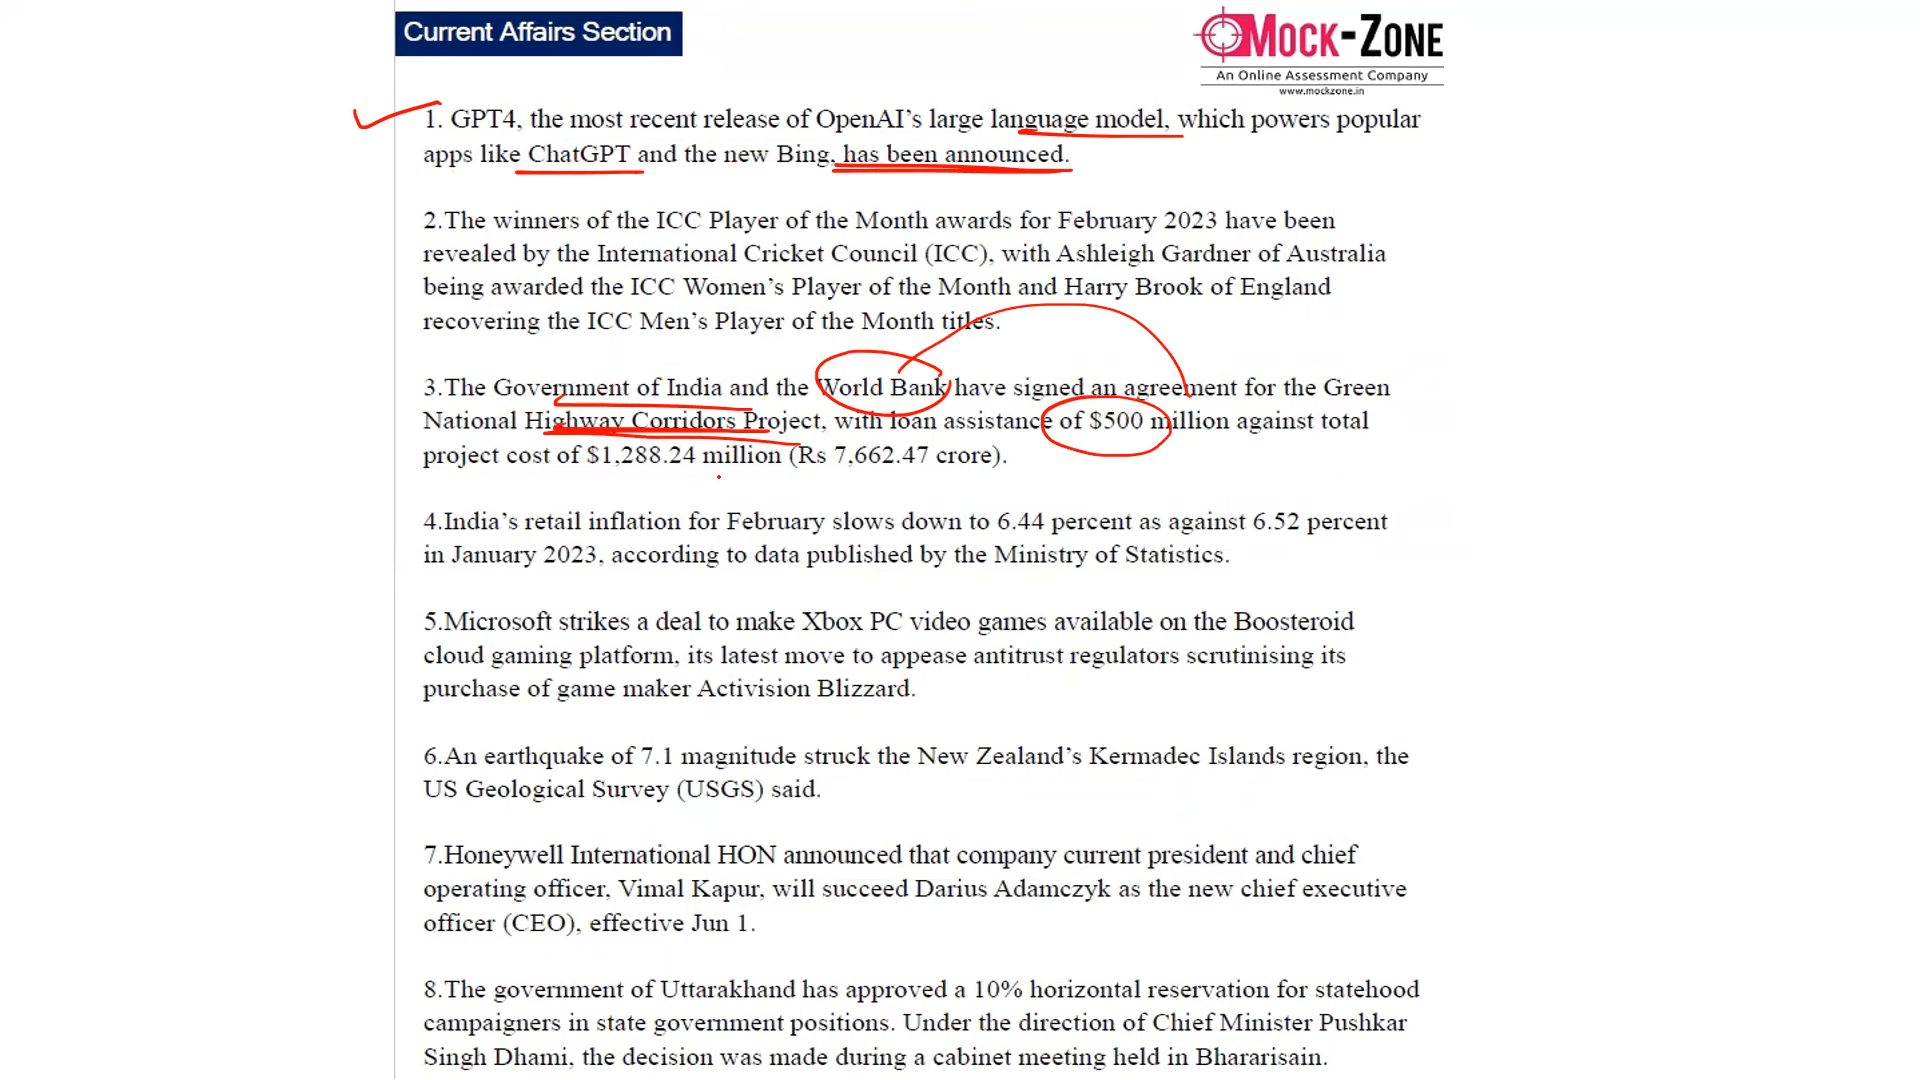 Current Affairs Section
MOCK-ZONE
An Online Assessment Company
www.mockzone.in
1. GPT4, the most recent release of OpenAI’s large language model, which powers popular
apps like ChatGPT and the new Bing, has been announced.
2.The winners of the ICC Player of the Month awards for February 2023 have been
revealed by the International Cricket Council (ICC), with Ashleigh Gardner of Australia
being awarded the ICC Women’s Player of the Month and Harry Brook of England
recovering the ICC Men’s Player of the Month titles.
3.The Government of India and the World Bank have signed an agreement for the Green
National Highway Corridors Project, with loan assistance of $500 million against total
project cost of $1,288.24 million (Rs 7,662.47 crore).
4.India’s retail inflation for February slows down to 6.44 percent as against 6.52 percent
in January 2023, according to data published by the Ministry of Statistics.
5.Microsoft strikes a deal to make Xbox PC video games available on the Boosteroid
cloud gaming platform, its latest move to appease antitrust regulators scrutinising its
purchase of game maker Activision Blizzard.
6.An earthquake of 7.1 magnitude struck the New Zealand’s Kermadec Islands region, the
US Geological Survey (USGS) said.
7.Honeywell International HON announced that company current president and chief
operating officer, Vimal Kapur, will succeed Darius Adamczyk as the new chief executive
officer (CEO), effective Jun 1.
8.The government of Uttarakhand has approved a 10% horizontal reservation for statehood
campaigners in state government positions. Under the direction of Chief Minister Pushkar
Singh Dhami, the decision was made during a cabinet meeting held in Bhararisain.